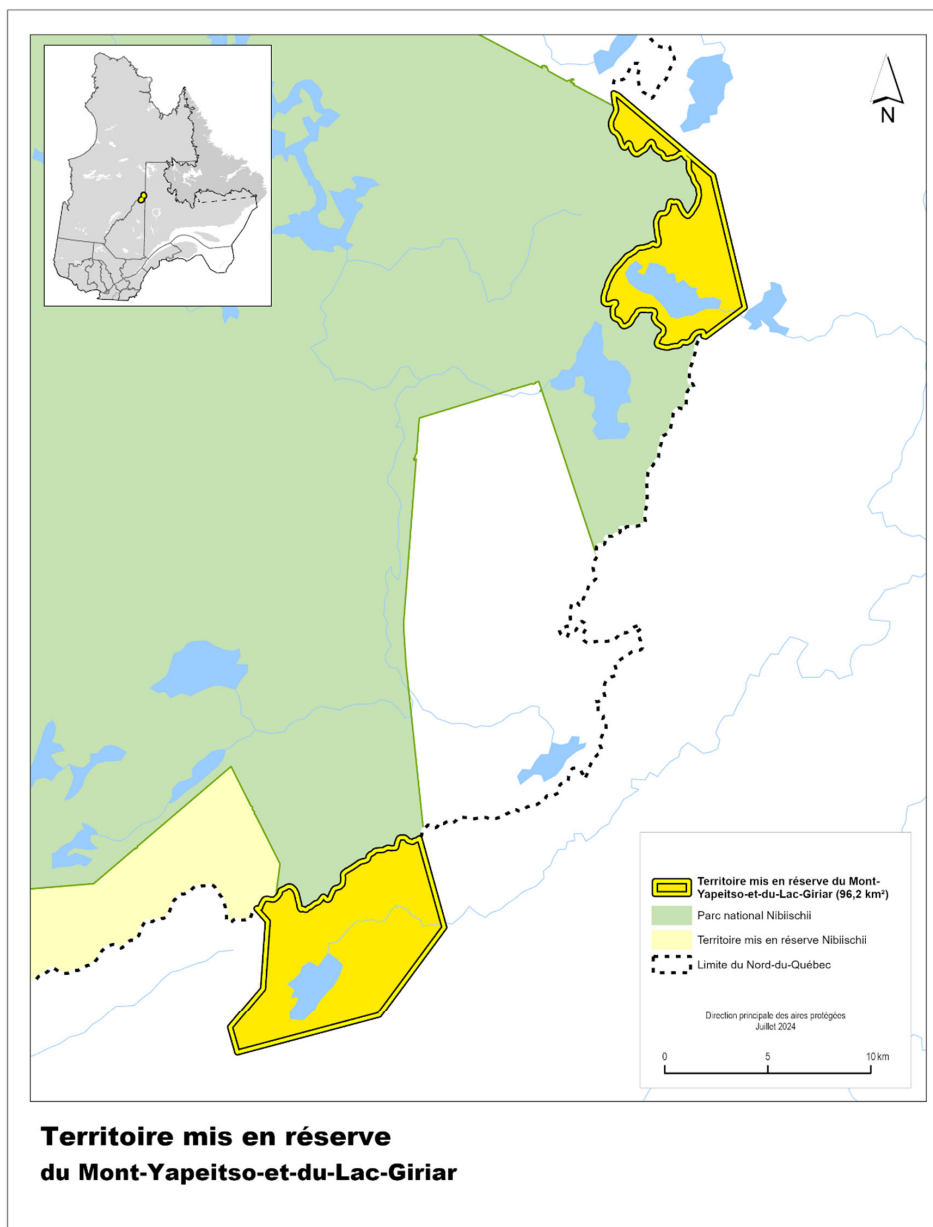 N
Territoire mis en réserve du Mont-
Yapeitso-et-du-Lac-Giriar (96,2 km²)
Parc national Nibiischii
Territoire mis en réserve Nibiischii
Limite du Nord-du-Québec
Direction principale des aires protégées
Juillet 2024
0 5 10 km
Territoire mis en réserve
du Mont-Yapeitso-et-du-Lac-Giriar